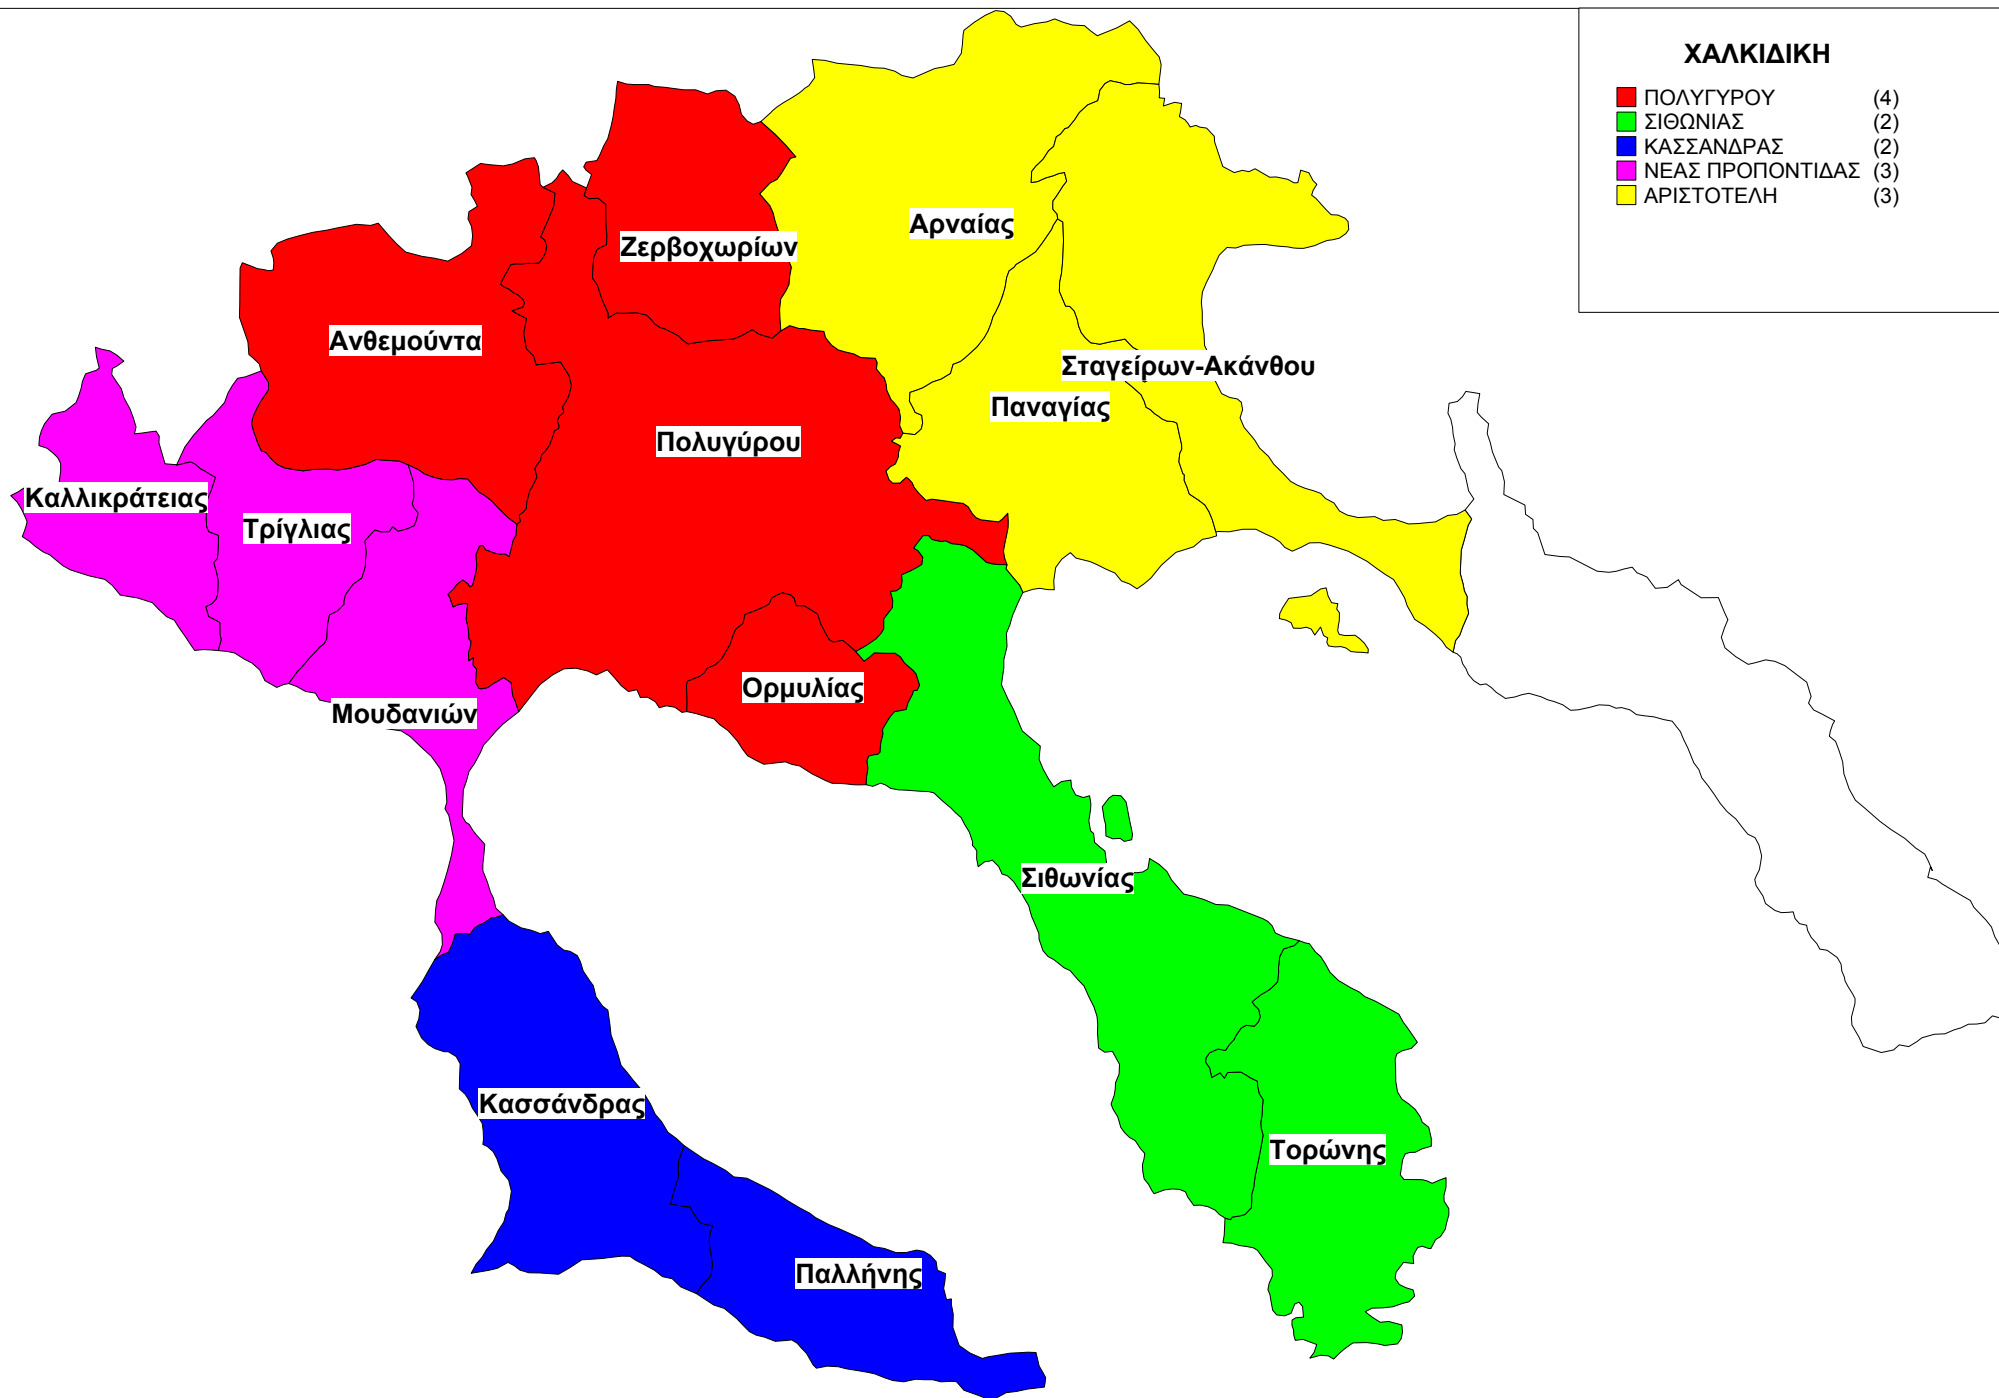 ΧΑΛΚΙΔΙΚΗ
ΠΟΛΥΓΥΡΟΥ (4)
ΣΙΘΩΝΙΑΣ (2)
ΚΑΣΣΑΝΔΡΑΣ (2)
ΝΕΑΣ ΠΡΟΠΟΝΤΙΔΑΣ (3)
ΑΡΙΣΤΟΤΕΛΗ (3)
Αρναίας
Ζερβοχωρίων
Ανθεμούντα
Σταγείρων-Ακάνθου
Παναγίας
Πολυγύρου
Καλλικράτειας
Τρίγλιας
Ορμυλίας
Μουδανιών
Σιθωνίας
Κασσάνδρας
Τορώνης
Παλλήνης